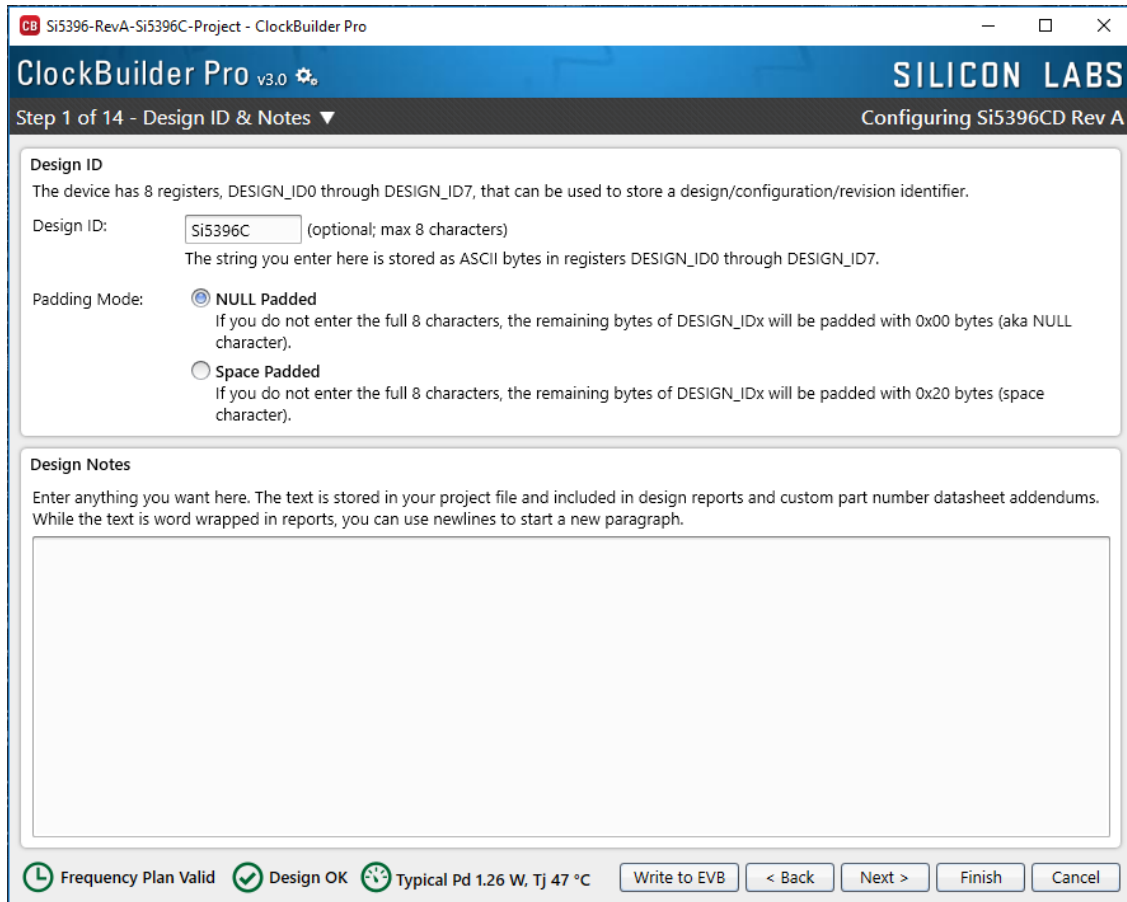 CB Si5396-RevA-Si5396C-Project - ClockBuilder Pro
ClockBuilder Pro v3.0
SILICON LABS
Step 1 of 14 - Design ID & Notes ▼
Configuring Si5396CD Rev A
Design ID
The device has 8 registers, DESIGN_ID0 through DESIGN_ID7, that can be used to store a design/configuration/revision identifier.
Design ID: Si5396C (optional; max 8 characters)
The string you enter here is stored as ASCII bytes in registers DESIGN_ID0 through DESIGN_ID7.
Padding Mode: NULL Padded
If you do not enter the full 8 characters, the remaining bytes of DESIGN_IDx will be padded with 0x00 bytes (aka NULL
character).
Space Padded
If you do not enter the full 8 characters, the remaining bytes of DESIGN_IDx will be padded with 0x20 bytes (space
character).
Design Notes
Enter anything you want here. The text is stored in your project file and included in design reports and custom part number datasheet addendums.
While the text is word wrapped in reports, you can use newlines to start a new paragraph.
Frequency Plan Valid Design OK Typical Pd 1.26 W, Tj 47 °C Write to EVB < Back Next > Finish Cancel